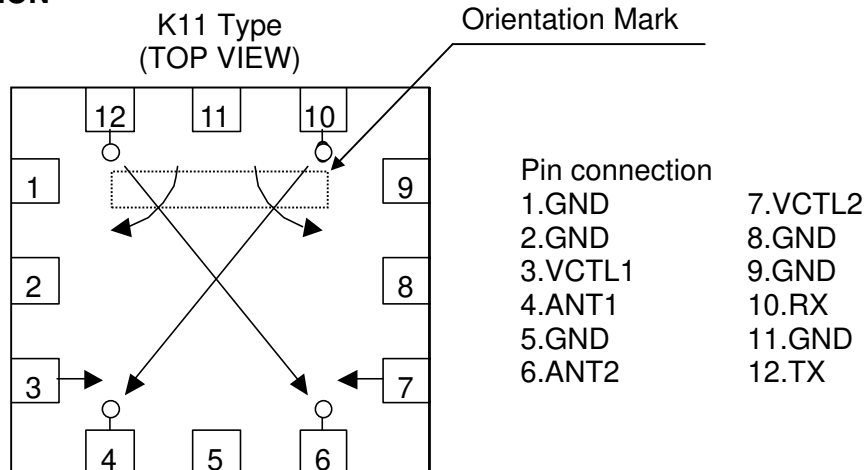 K11 Type
(TOP VIEW)
Orientation Mark
12 11 10
1 9
2 8
3 7
4 5 6
Pin connection
1.GND 7.VCTL2
2.GND 8.GND
3.VCTL1 9.GND
4.ANT1 10.RX
5.GND 11.GND
6.ANT2 12.TX